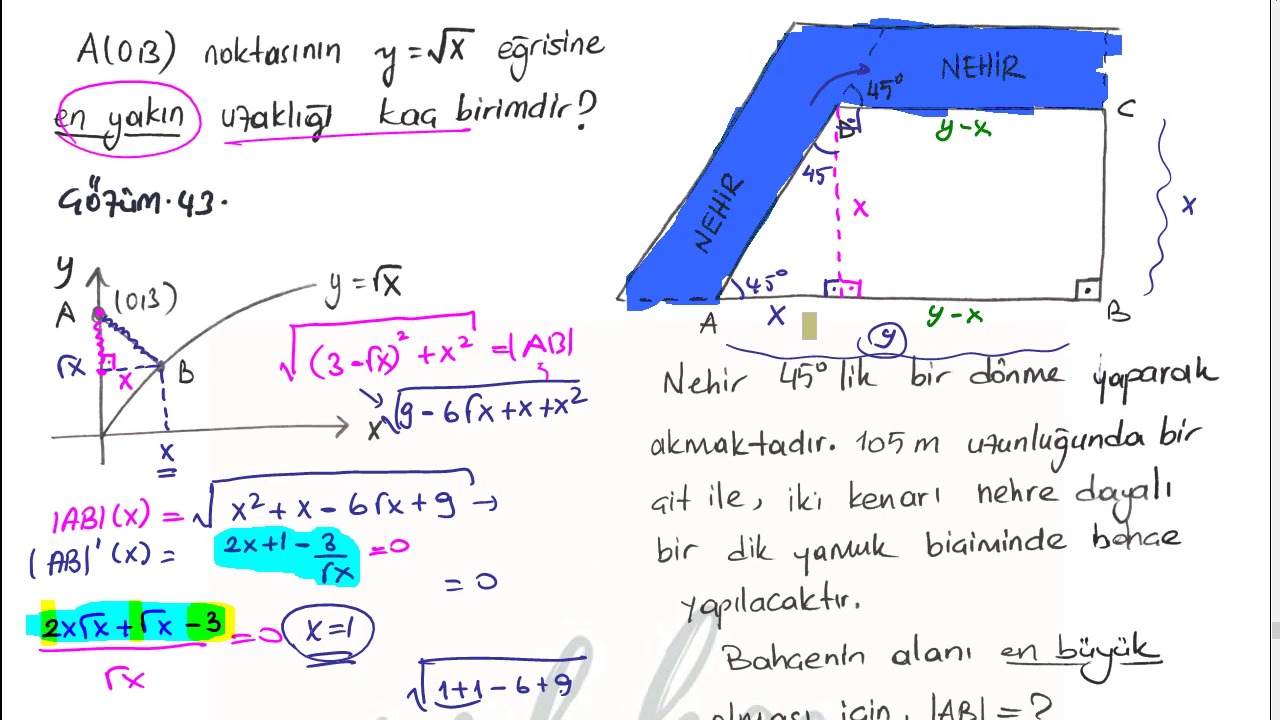 A(0,3) noktasının y=√x eğrisine
en yakın uzaklığı kaç birimdir?
Çözüm.43.
y
A (0,3)
y=√x
√x
x
B
x
x
√(3-√x)²+x² = |AB|
√9-6√x+x+x²
|AB|(x) = √x²+x-6√x+9 →
|AB|'(x) = 2x+1-3/√x =0
= 0
2x√x+√x-3/√x =0
x=1
√1+1-6+9
NEHİR
45°
NEHİR
D
C
y-x
45
x
x
45°
A
x
y-x
B
y
Nehir 45°lik bir dönme yaparak
akmaktadır. 105 m uzunluğunda bir
çit ile, iki kenarı nehre dayalı
bir dik yamuk biçiminde bahçe
yapılacaktır.
Bahçenin alanı en büyük
olması için, |AB|=?